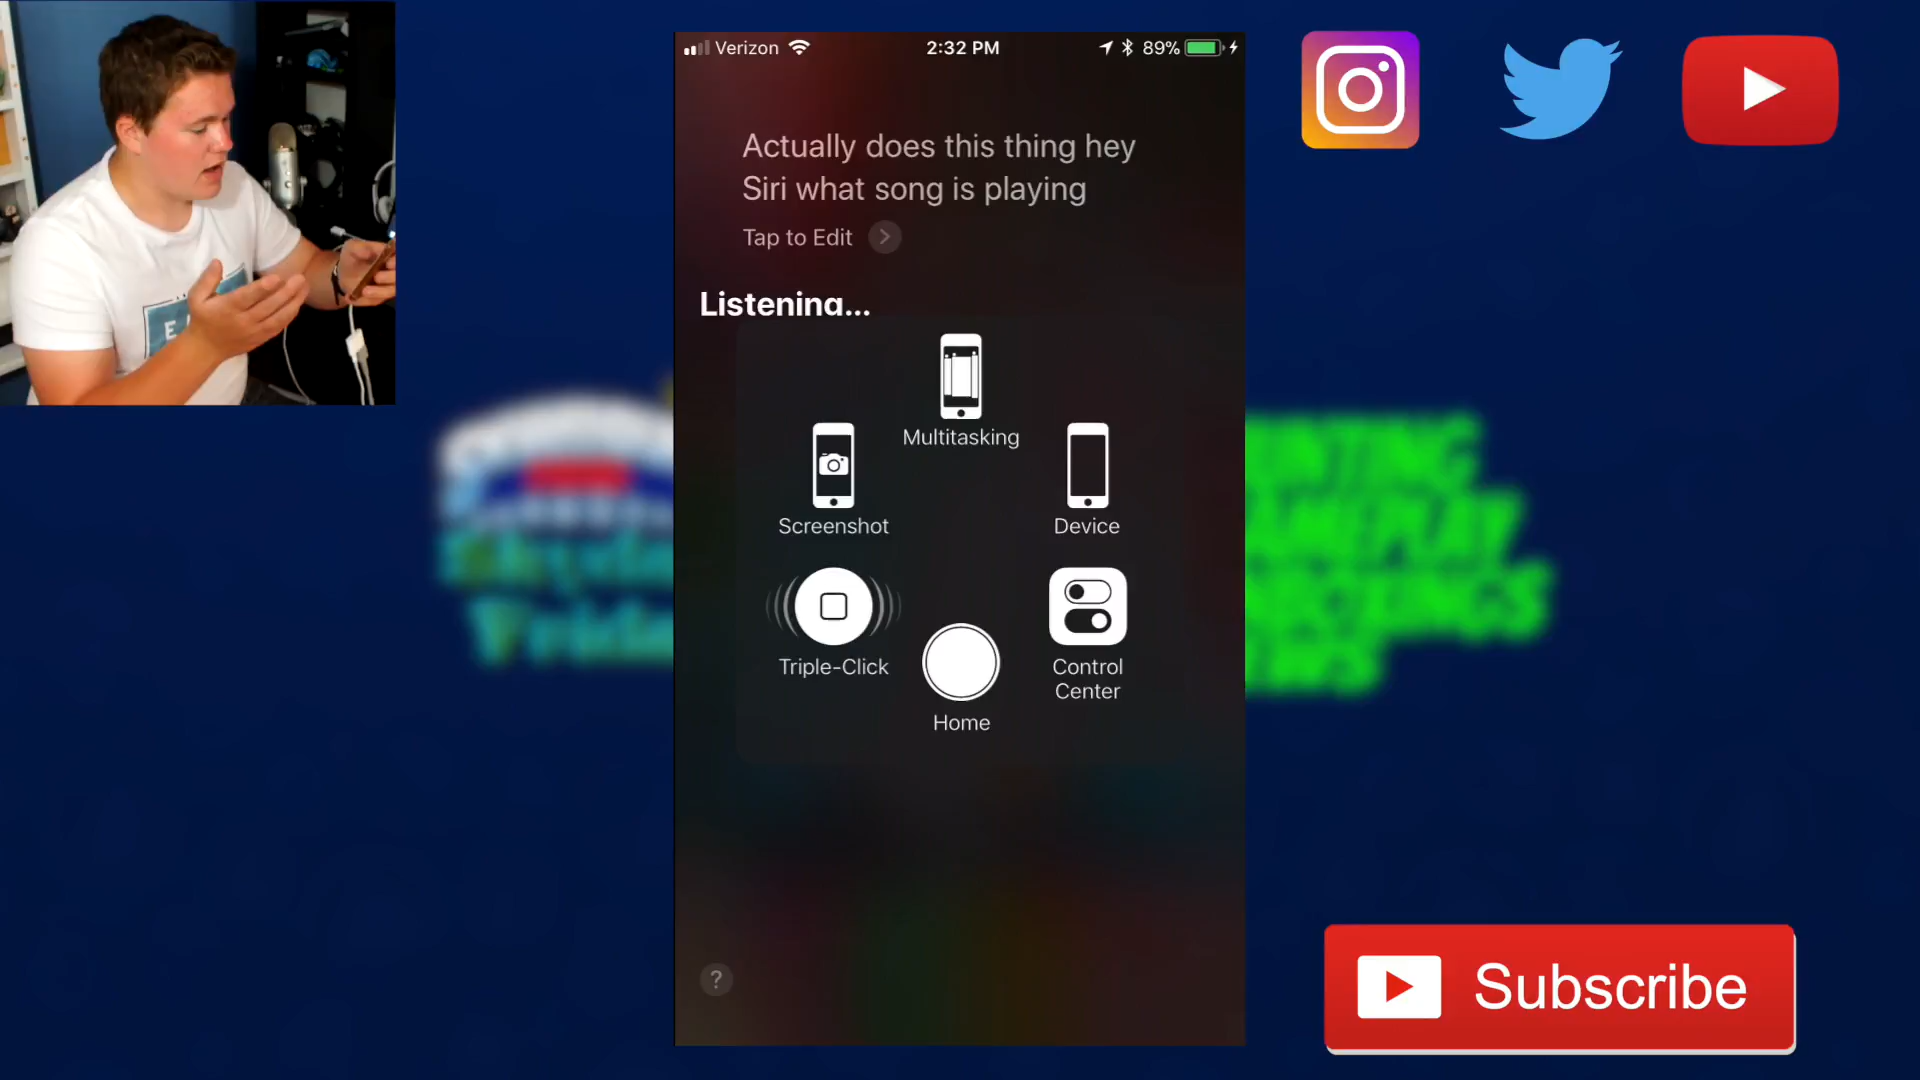 Verizon 2:32 PM 89%
Actually does this thing hey
Siri what song is playing
Tap to Edit
Listening...
Multitasking
Screenshot
Device
Triple-Click
Control
Center
Home
?
Subscribe